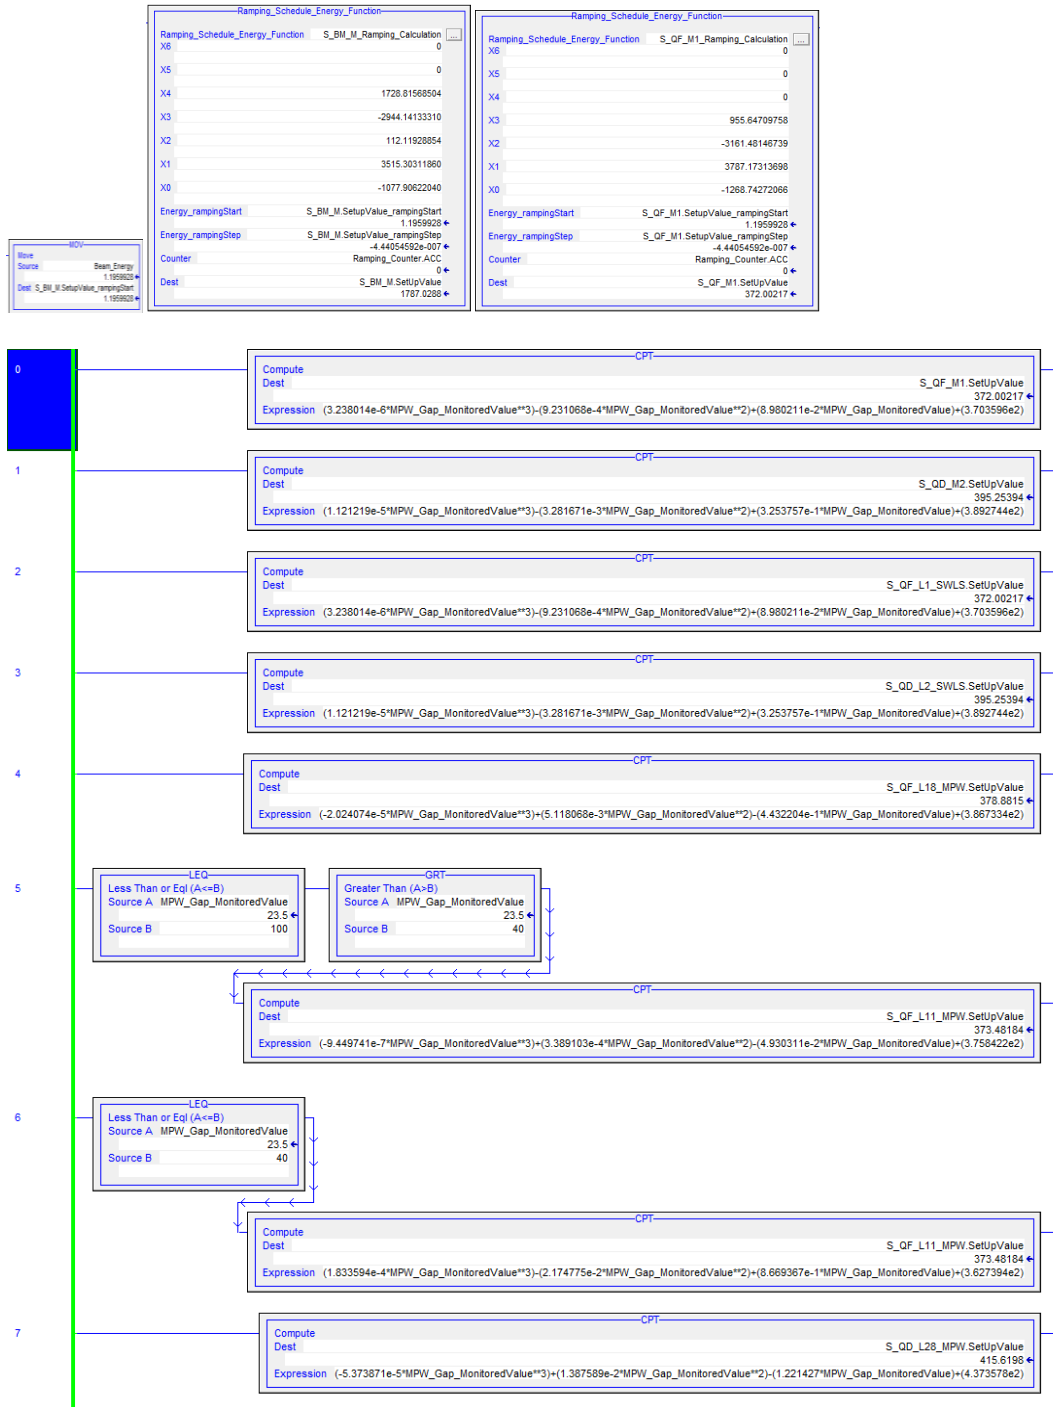 Ramping_Schedule_Energy_Function
Ramping_Schedule_Energy_Function S_BM_M_Ramping_Calculation ...
X6 0
X5 0
X4 1728.81568504
X3 -2944.14133310
X2 112.11928854
X1 3515.30311860
X0 -1077.90622040
Energy_rampingStart S_BM_M.SetupValue_rampingStart
1.1959928
Energy_rampingStep S_BM_M.SetupValue_rampingStep
-4.44054592e-007
Counter Ramping_Counter.ACC
0
Dest S_BM_M.SetUpValue
1787.0288
Ramping_Schedule_Energy_Function
Ramping_Schedule_Energy_Function S_QF_M1_Ramping_Calculation ...
X6 0
X5 0
X4 0
X3 955.64709758
X2 -3161.48146739
X1 3787.17313698
X0 -1268.74272066
Energy_rampingStart S_QF_M1.SetupValue_rampingStart
1.1959928
Energy_rampingStep S_QF_M1.SetupValue_rampingStep
-4.44054592e-007
Counter Ramping_Counter.ACC
0
Dest S_QF_M1.SetUpValue
372.00217
MOV
Move
Source Beam_Energy
1.1959928
Dest S_BM_M.SetupValue_rampingStart
1.1959928
0
CPT
Compute
Dest S_QF_M1.SetUpValue
372.00217
Expression (3.238014e-6*MPW_Gap_MonitoredValue**3)-(9.231068e-4*MPW_Gap_MonitoredValue**2)+(8.980211e-2*MPW_Gap_MonitoredValue)+(3.703596e2)
1
CPT
Compute
Dest S_QD_M2.SetUpValue
395.25394
Expression (1.121219e-5*MPW_Gap_MonitoredValue**3)-(3.281671e-3*MPW_Gap_MonitoredValue**2)+(3.253757e-1*MPW_Gap_MonitoredValue)+(3.892744e2)
2
CPT
Compute
Dest S_QF_L1_SWLS.SetUpValue
372.00217
Expression (3.238014e-6*MPW_Gap_MonitoredValue**3)-(9.231068e-4*MPW_Gap_MonitoredValue**2)+(8.980211e-2*MPW_Gap_MonitoredValue)+(3.703596e2)
3
CPT
Compute
Dest S_QD_L2_SWLS.SetUpValue
395.25394
Expression (1.121219e-5*MPW_Gap_MonitoredValue**3)-(3.281671e-3*MPW_Gap_MonitoredValue**2)+(3.253757e-1*MPW_Gap_MonitoredValue)+(3.892744e2)
4
CPT
Compute
Dest S_QF_L18_MPW.SetUpValue
378.8815
Expression (-2.024074e-5*MPW_Gap_MonitoredValue**3)+(5.118068e-3*MPW_Gap_MonitoredValue**2)-(4.432204e-1*MPW_Gap_MonitoredValue)+(3.867334e2)
5
LEQ
Less Than or Eql (A<=B)
Source A MPW_Gap_MonitoredValue
23.5
Source B 100
GRT
Greater Than (A>B)
Source A MPW_Gap_MonitoredValue
23.5
Source B 40
CPT
Compute
Dest S_QF_L11_MPW.SetUpValue
373.48184
Expression (-9.449741e-7*MPW_Gap_MonitoredValue**3)+(3.389103e-4*MPW_Gap_MonitoredValue**2)-(4.930311e-2*MPW_Gap_MonitoredValue)+(3.758422e2)
6
LEQ
Less Than or Eql (A<=B)
Source A MPW_Gap_MonitoredValue
23.5
Source B 40
CPT
Compute
Dest S_QF_L11_MPW.SetUpValue
373.48184
Expression (1.833594e-4*MPW_Gap_MonitoredValue**3)-(2.174775e-2*MPW_Gap_MonitoredValue**2)+(8.669367e-1*MPW_Gap_MonitoredValue)+(3.627394e2)
7
CPT
Compute
Dest S_QD_L28_MPW.SetUpValue
415.6198
Expression (-5.373871e-5*MPW_Gap_MonitoredValue**3)+(1.387589e-2*MPW_Gap_MonitoredValue**2)-(1.221427*MPW_Gap_MonitoredValue)+(4.373578e2)